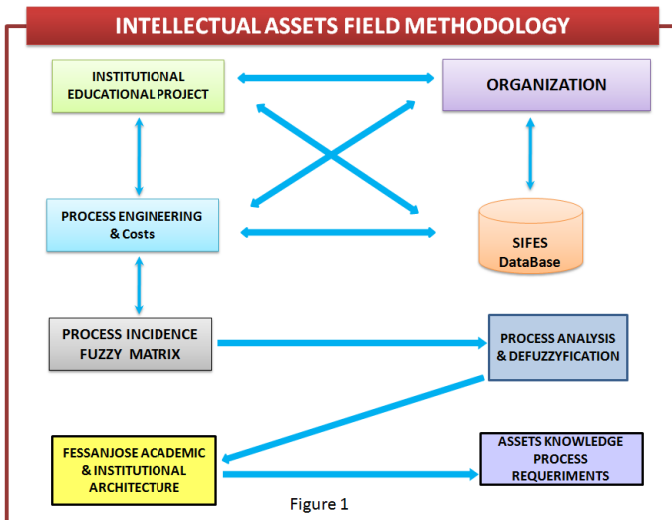 INTELLECTUAL ASSETS FIELD METHODOLOGY
INSTITUTIONAL
EDUCATIONAL PROJECT
ORGANIZATION
PROCESS ENGINEERING
& Costs
SIFES
DataBase
PROCESS INCIDENCE
FUZZY MATRIX
PROCESS ANALYSIS
& DEFUZZYFICATION
FESSANJOSE ACADEMIC
& INSTITUTIONAL
ARCHITECTURE
ASSETS KNOWLEDGE
PROCESS
REQUERIMENTS
Figure 1